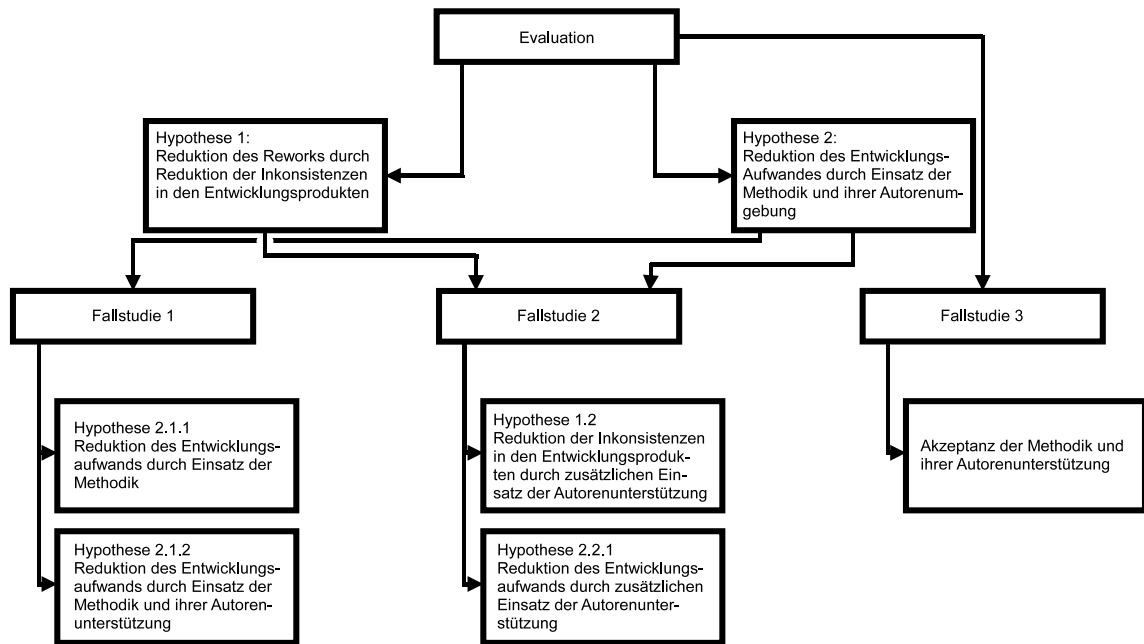 Evaluation
Hypothese 1:
Reduktion des Reworks durch
Reduktion der Inkonsistenzen
in den Entwicklungsprodukten
Hypothese 2:
Reduktion des Entwicklungs-
Aufwandes durch Einsatz der
Methodik und ihrer Autorenum-
gebung
Fallstudie 1
Fallstudie 2
Fallstudie 3
Hypothese 2.1.1
Reduktion des Entwicklungs-
aufwands durch Einsatz der
Methodik
Hypothese 1.2
Reduktion der Inkonsistenzen
in den Entwicklungsproduk-
ten durch zusätzlichen Ein-
satz der Autorenunterstützung
Akzeptanz der Methodik und
ihrer Autorenunterstützung
Hypothese 2.1.2
Reduktion des Entwicklungs-
aufwands durch Einsatz der
Methodik und ihrer Autoren-
unterstützung
Hypothese 2.2.1
Reduktion des Entwicklungs-
aufwands durch zusätzlichen
Einsatz der Autorenunter-
stützung